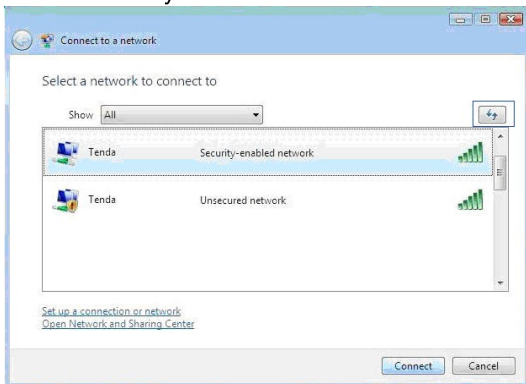 Connect to a network
Select a network to connect to
Show All
Tenda Security-enabled network
Tenda Unsecured network
Set up a connection or network
Open Network and Sharing Center
Connect Cancel